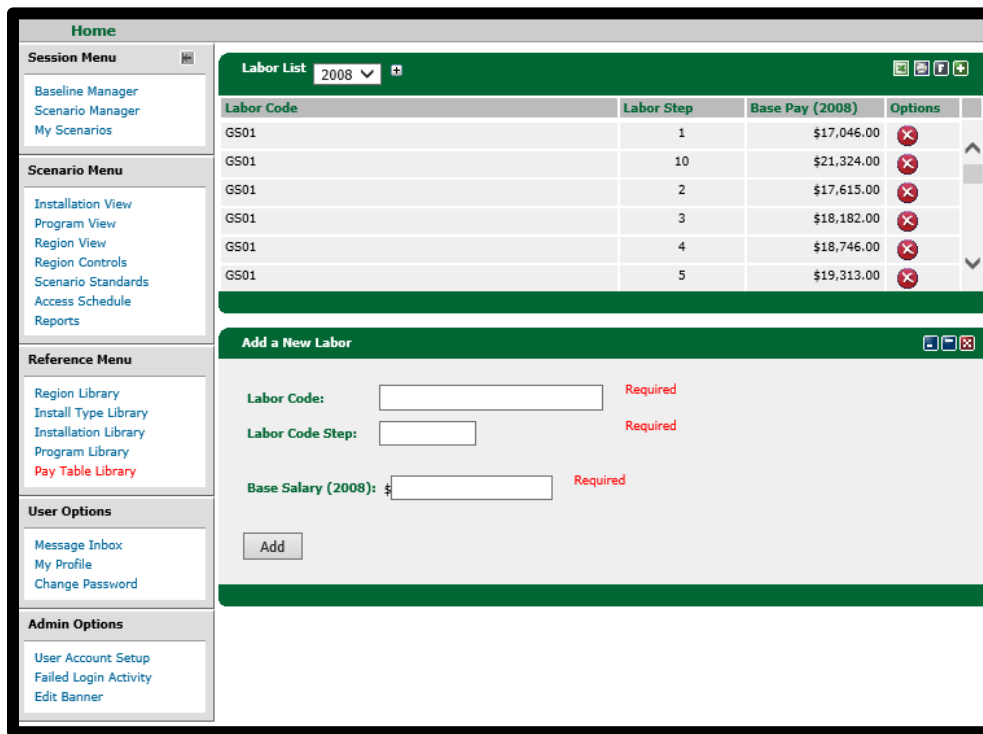 Home
Session Menu
Baseline Manager
Scenario Manager
My Scenarios
Scenario Menu
Installation View
Program View
Region View
Region Controls
Scenario Standards
Access Schedule
Reports
Reference Menu
Region Library
Install Type Library
Installation Library
Program Library
Pay Table Library
User Options
Message Inbox
My Profile
Change Password
Admin Options
User Account Setup
Failed Login Activity
Edit Banner
Labor List 2008
Labor Code Labor Step Base Pay (2008) Options
GS01 1 $17,046.00
GS01 10 $21,324.00
GS01 2 $17,615.00
GS01 3 $18,182.00
GS01 4 $18,746.00
GS01 5 $19,313.00
Add a New Labor
Labor Code: Required
Labor Code Step: Required
Base Salary (2008): $ Required
Add